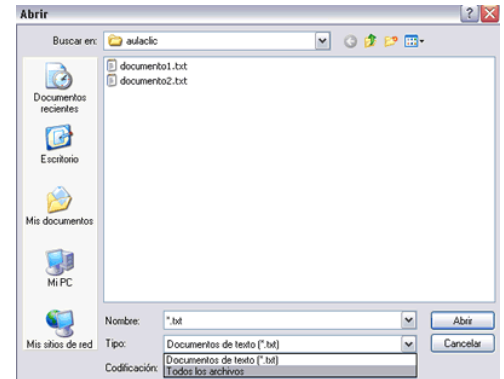 Abrir
Buscar en: aulaclic
documento1.txt
documento2.txt
Documentos
recientes
Escritorio
Mis documentos
Mi PC
Mis sitios de red
Nombre: *.txt Abrir
Tipo: Documentos de texto (*.txt) Cancelar
Documentos de texto (*.txt)
Codificación: Todos los archivos